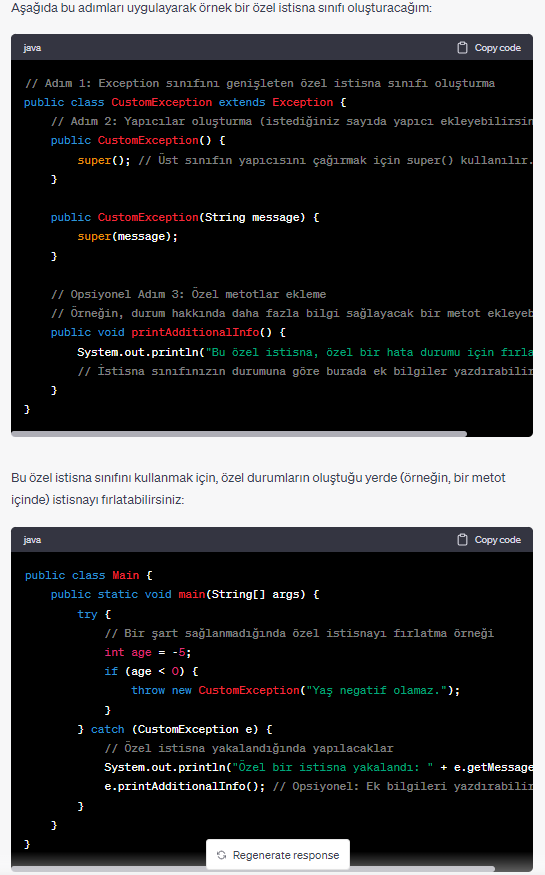 Aşağıda bu adımları uygulayarak örnek bir özel istisna sınıfı oluşturacağım:
java
Copy code
// Adım 1: Exception sınıfını genişleten özel istisna sınıfı oluşturma
public class CustomException extends Exception {
// Adım 2: Yapıcılar oluşturma (istediğiniz sayıda yapıcı ekleyebilirsin
public CustomException() {
super(); // Üst sınıfın yapıcısını çağırmak için super() kullanılır.
}
public CustomException(String message) {
super(message);
}
// Opsiyonel Adım 3: Özel metotlar ekleme
// Örneğin, durum hakkında daha fazla bilgi sağlayacak bir metot ekleyeb
public void printAdditionalInfo() {
System.out.println("Bu özel istisna, özel bir hata durumu için fırla
// İstisna sınıfınızın durumuna göre burada ek bilgiler yazdırabilir
}
}
Bu özel istisna sınıfını kullanmak için, özel durumların oluştuğu yerde (örneğin, bir metot
içinde) istisnayı fırlatabilirsiniz:
java
Copy code
public class Main {
public static void main(String[] args) {
try {
// Bir şart sağlanmadığında özel istisnayı fırlatma örneği
int age = -5;
if (age < 0) {
throw new CustomException("Yaş negatif olamaz.");
}
} catch (CustomException e) {
// Özel istisna yakalandığında yapılacaklar
System.out.println("Özel bir istisna yakalandı: " + e.getMessage
e.printAdditionalInfo(); // Opsiyonel: Ek bilgileri yazdırabilir
}
}
}
Regenerate response